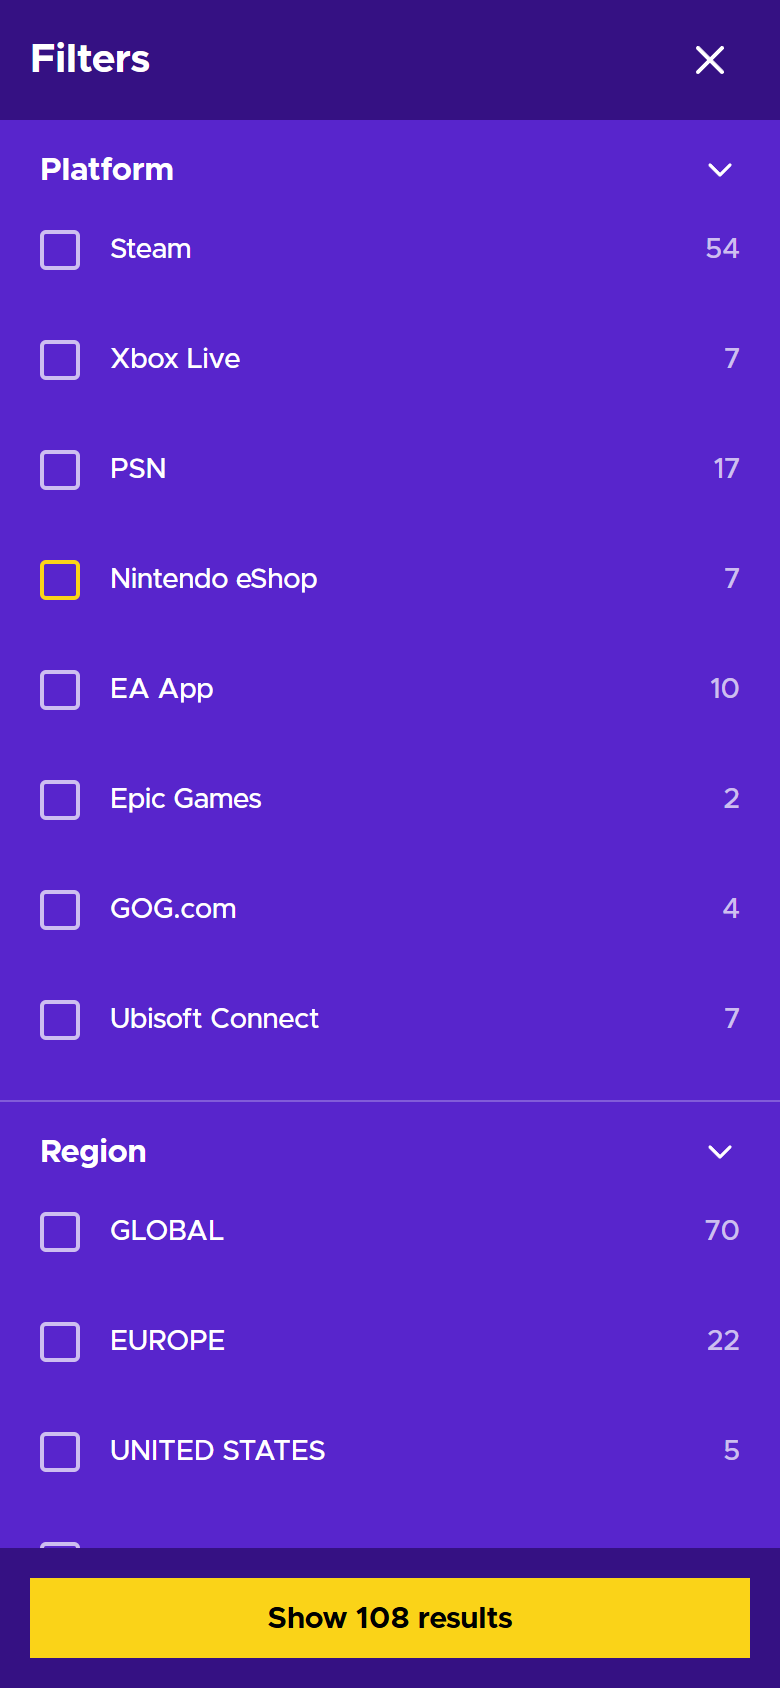 Filters
Platform
Steam 54
Xbox Live 7
PSN 17
Nintendo eShop 7
EA App 10
Epic Games 2
GOG.com 4
Ubisoft Connect 7
Region
GLOBAL 70
EUROPE 22
UNITED STATES 5
Show 108 results